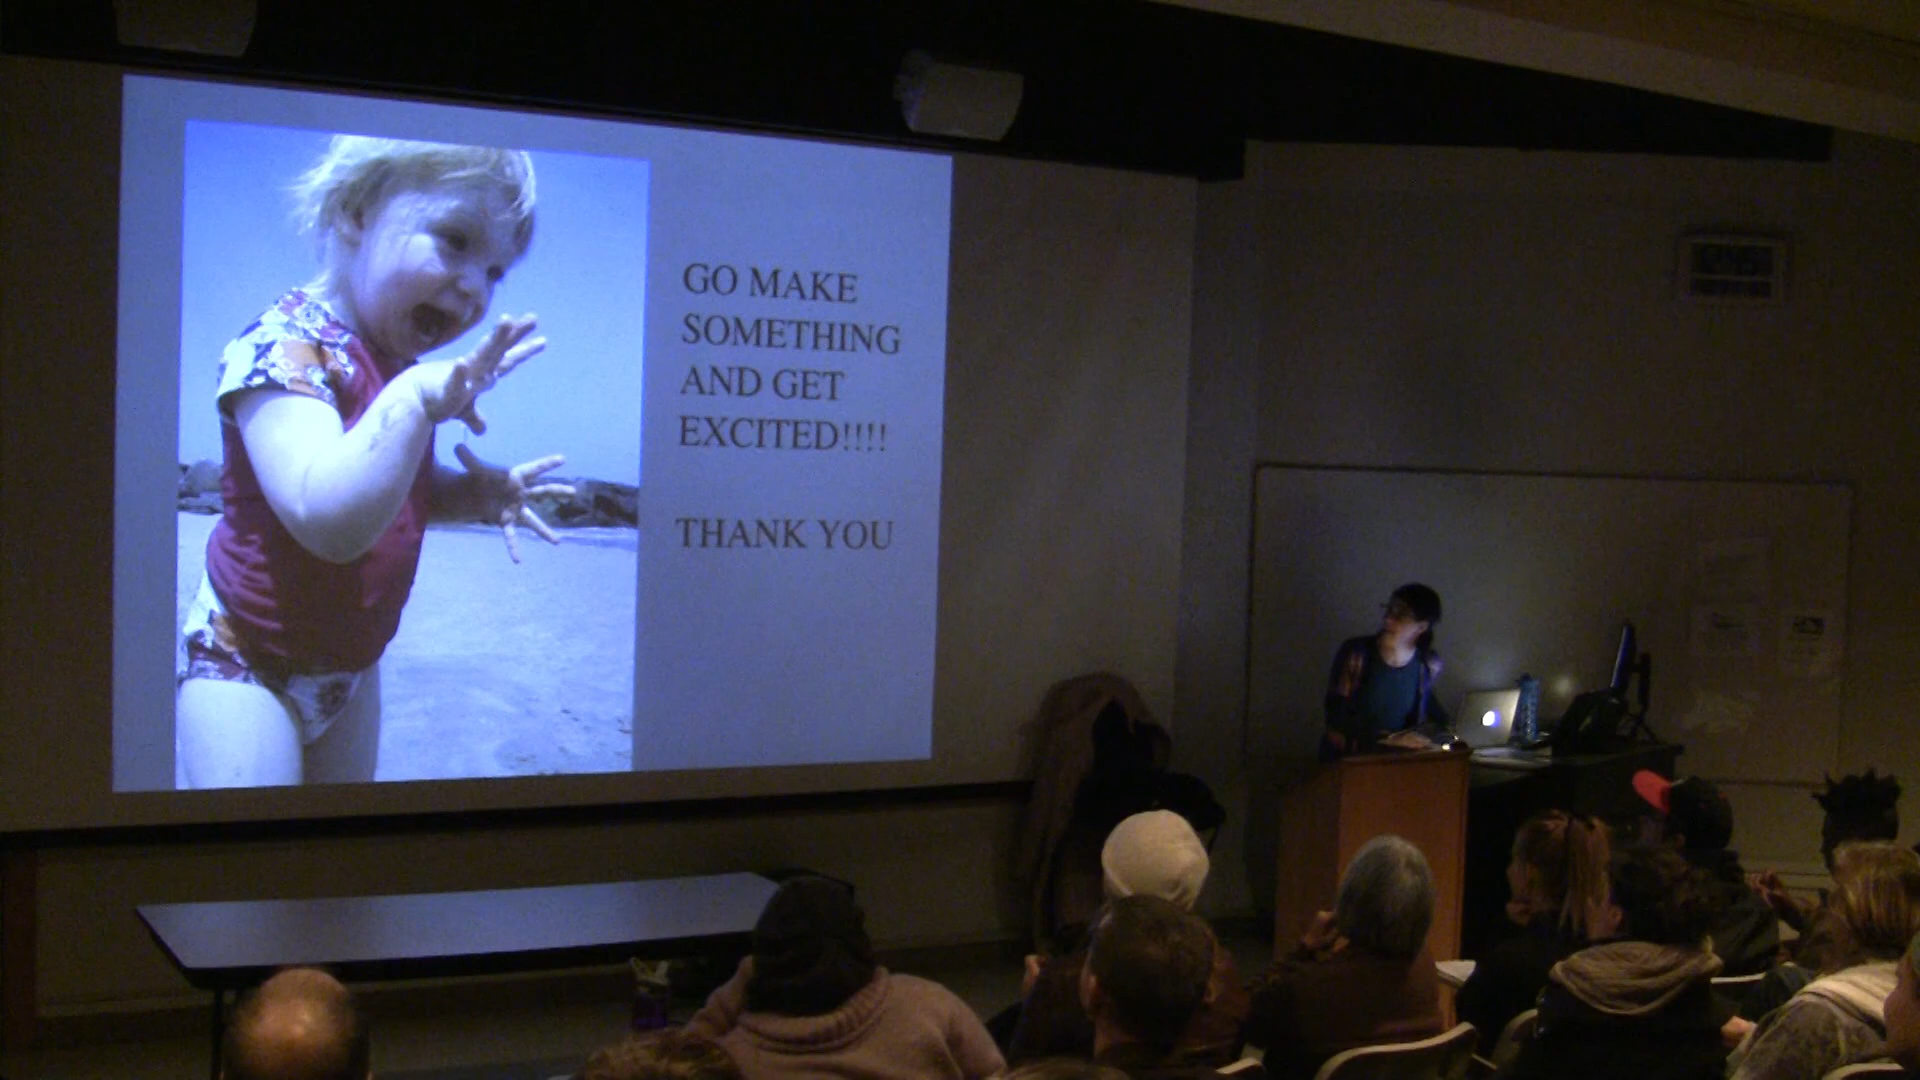 GO MAKE
SOMETHING
AND GET
EXCITED!!!!
THANK YOU